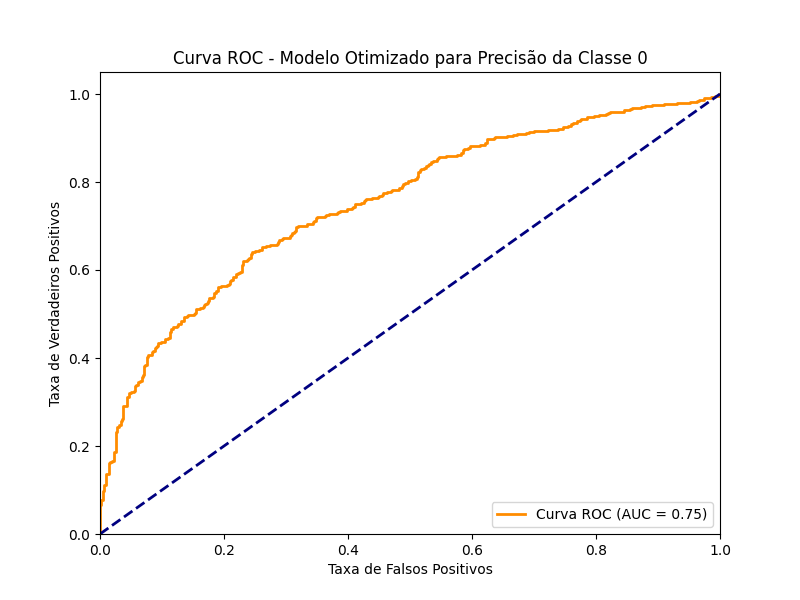 Curva ROC - Modelo Otimizado para Precisão da Classe 0
1.0
0.8
0.6
0.4
0.2
0.0
Taxa de Verdadeiros Positivos
Curva ROC (AUC = 0.75)
0.0 0.2 0.4 0.6 0.8 1.0
Taxa de Falsos Positivos